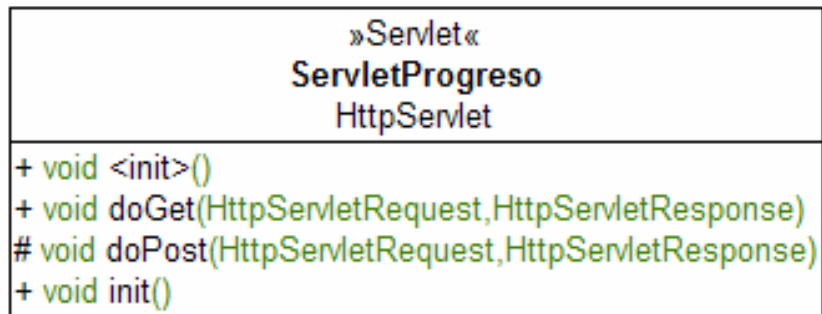 »Servlet«
ServletProgreso
HttpServlet
+ void <init>()
+ void doGet(HttpServletRequest,HttpServletResponse)
# void doPost(HttpServletRequest,HttpServletResponse)
+ void init()